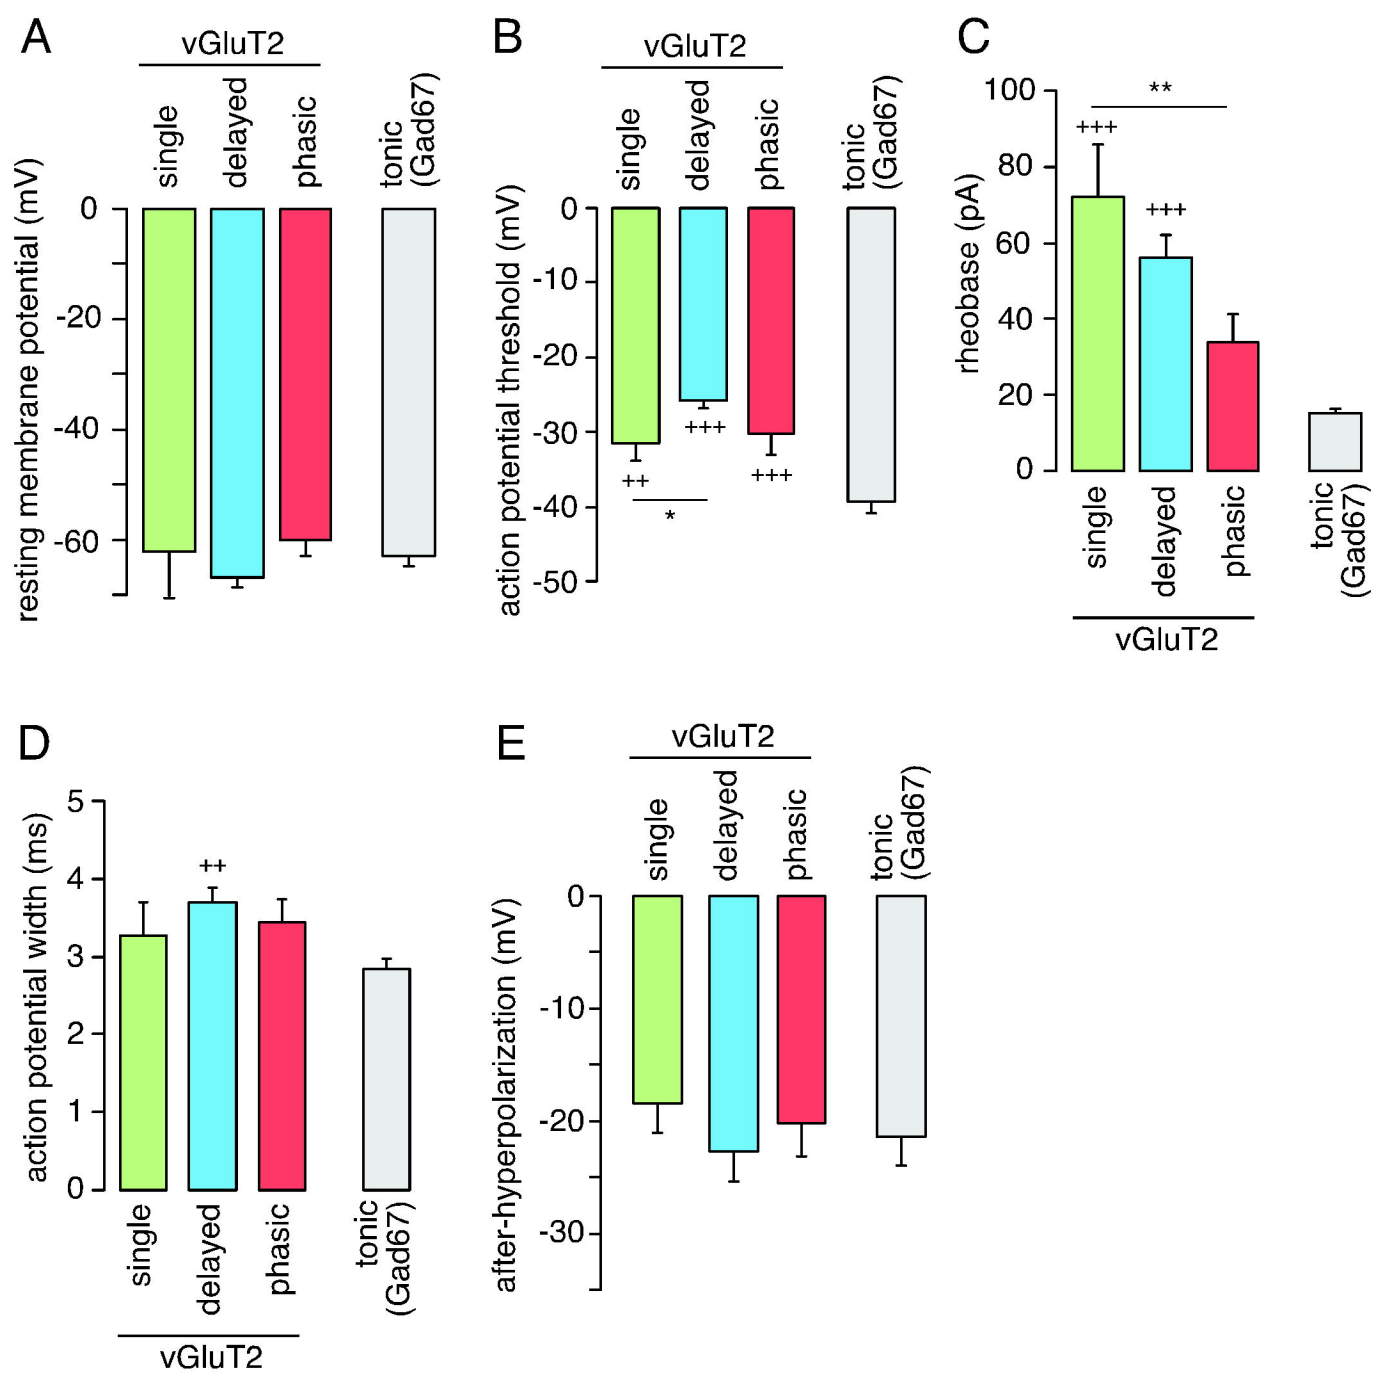 A
vGluT2
single
delayed
phasic
tonic
(Gad67)
resting membrane potential (mV)
0
-20
-40
-60
B
vGluT2
single
delayed
phasic
tonic
(Gad67)
action potential threshold (mV)
0
-10
-20
-30
-40
-50
++
+++
+++
*
C
rheobase (pA)
100
80
60
40
20
0
**
+++
+++
single
delayed
phasic
tonic
(Gad67)
vGluT2
D
action potential width (ms)
5
4
3
2
1
0
++
single
delayed
phasic
tonic
(Gad67)
vGluT2
E
vGluT2
single
delayed
phasic
tonic
(Gad67)
after-hyperpolarization (mV)
0
-10
-20
-30